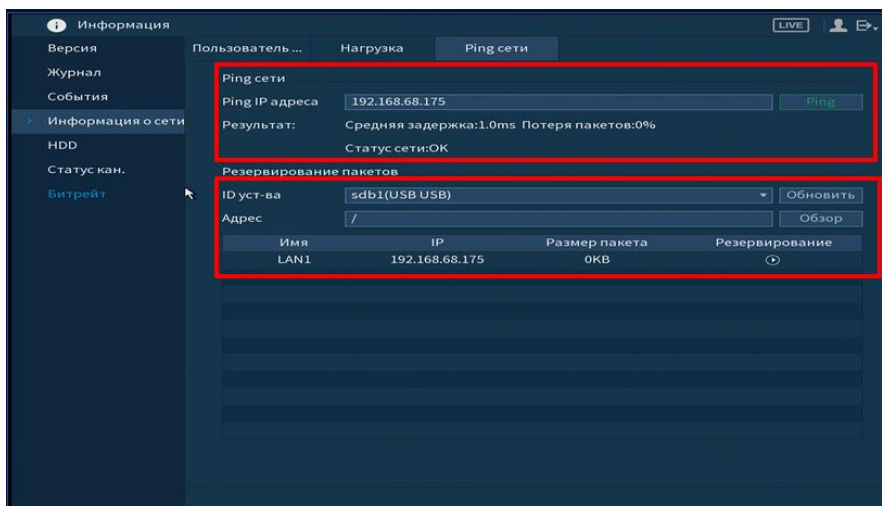 Информация LIVE
Версия
Журнал
События
Информация о сети
HDD
Статус кан.
Битрейт
Пользователь ... Нагрузка Ping сети
Ping сети
Ping IP адреса 192.168.68.175 Ping
Результат: Средняя задержка:1.0ms Потеря пакетов:0%
Статус сети:OK
Резервирование пакетов
ID уст-ва sdb1(USB USB) Обновить
Адрес / Обзор
Имя IP Размер пакета Резервирование
LAN1 192.168.68.175 0KB